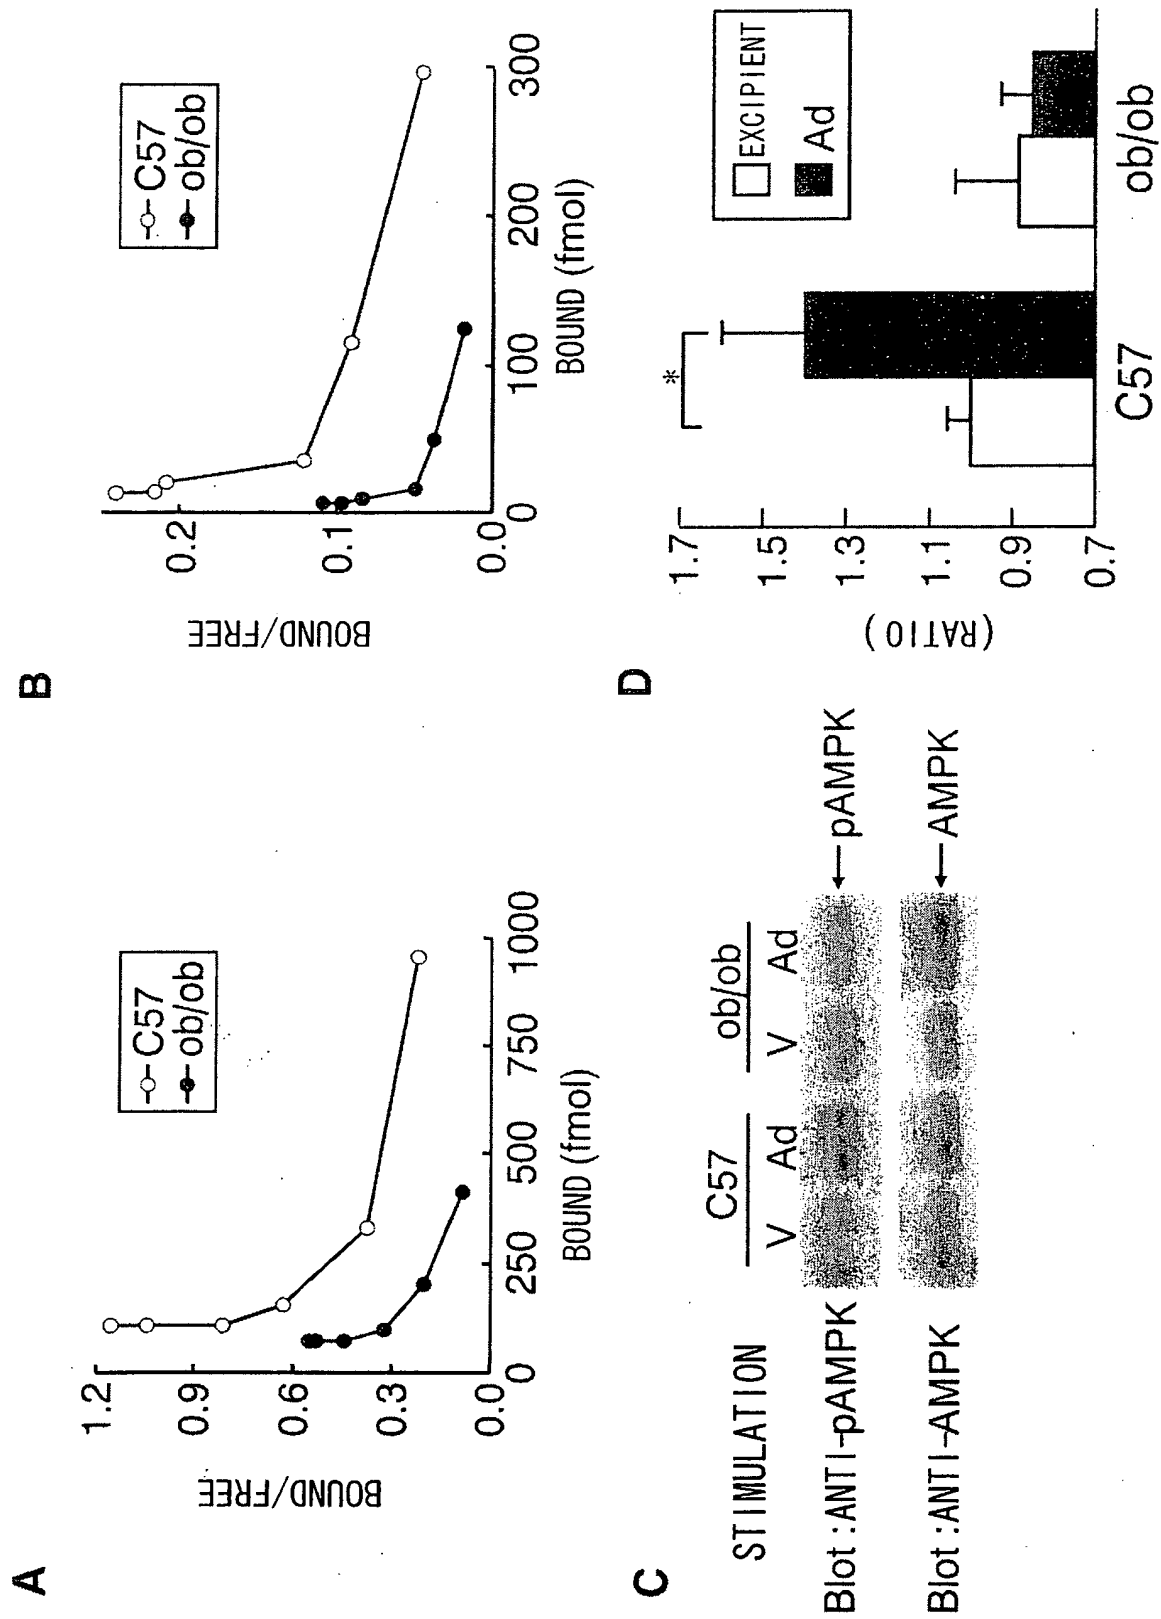 A
BOUND/FREE
1.2
0.9
0.6
0.3
0.0
C57
ob/ob
0
250
500
750
1000
BOUND (fmol)
B
BOUND/FREE
0.2
0.1
0.0
C57
ob/ob
0
100
200
300
BOUND (fmol)
C
STIMULATION
C57
ob/ob
V Ad V Ad
Blot:ANTI-pAMPK
pAMPK
Blot:ANTI-AMPK
AMPK
D
(RATIO)
1.7
1.5
1.3
1.1
0.9
0.7
*
EXCIPIENT
Ad
C57
ob/ob